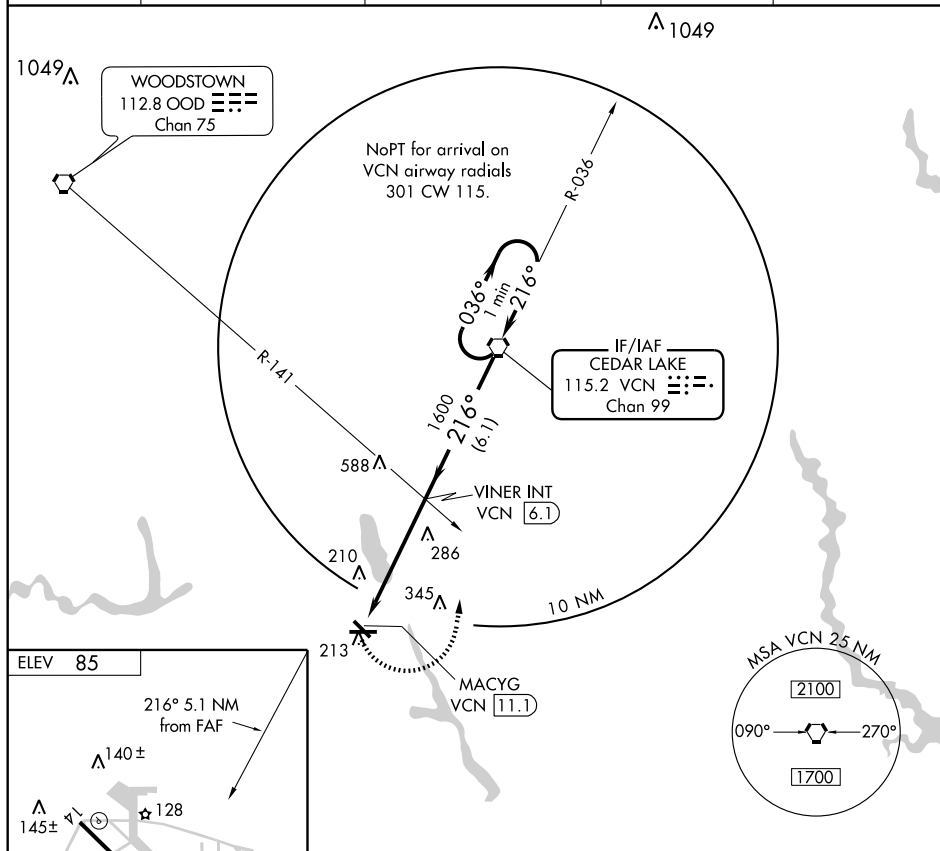 1049
1049
WOODSTOWN
112.8 OOD
Chan 75
NoPT for arrival on
VCN airway radials
301 CW 115.
R-036
036°
1 min
216°
IF/IAF
CEDAR LAKE
115.2 VCN
Chan 99
R-141
1600
216°
(6.1)
588
VINER INT
VCN 6.1
286
210
345
10 NM
213
MACYG
VCN 11.1
MSA VCN 25 NM
2100
090°
270°
1700
ELEV 85
216° 5.1 NM
from FAF
140±
128
145±
14
P